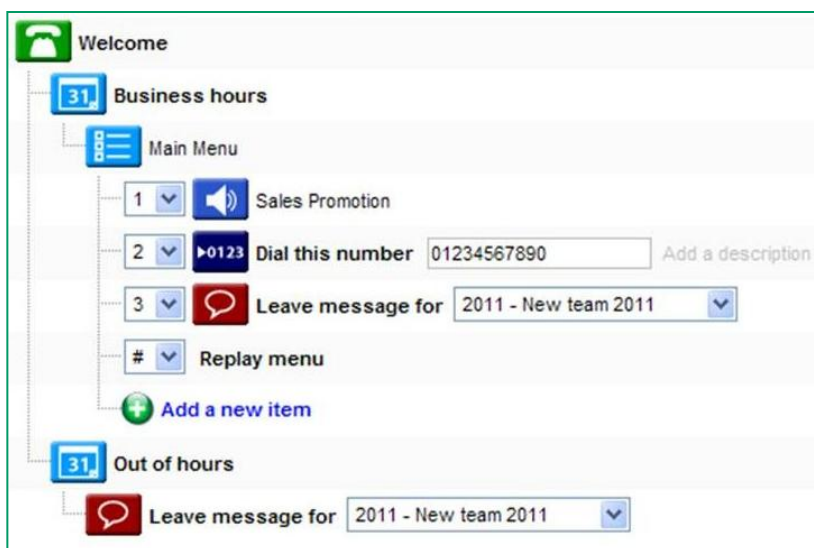 Welcome
31 Business hours
Main Menu
1 Sales Promotion
2 0123 Dial this number 01234567890 Add a description
3 Leave message for 2011 - New team 2011
# Replay menu
Add a new item
31 Out of hours
Leave message for 2011 - New team 2011